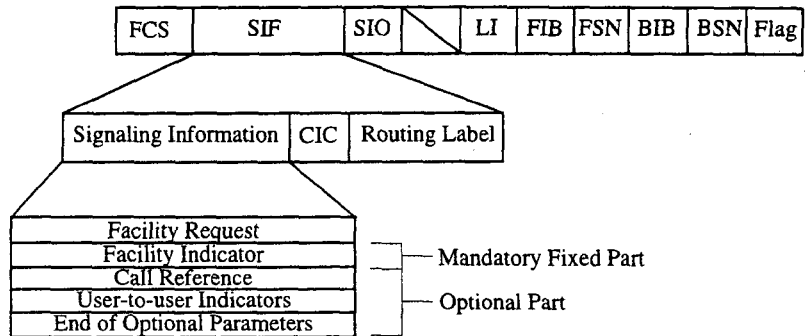 FCS SIF SIO LI FIB FSN BIB BSN Flag
Signaling Information CIC Routing Label
Facility Request
Facility Indicator
Mandatory Fixed Part
Call Reference
User-to-user Indicators
Optional Part
End of Optional Parameters